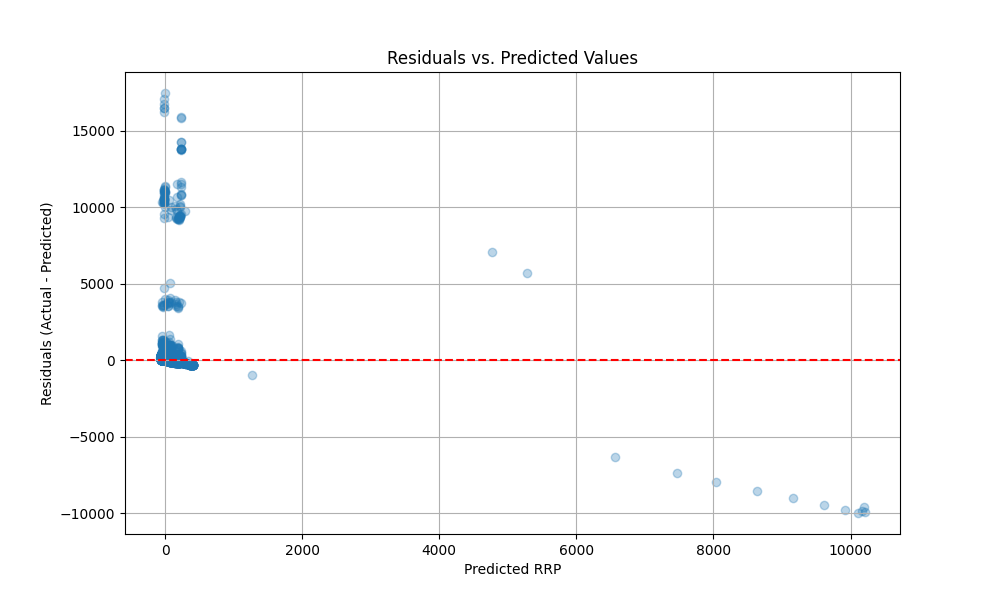 Residuals vs. Predicted Values
Residuals (Actual - Predicted)
15000
10000
5000
0
−5000
−10000
0 2000 4000 6000 8000 10000
Predicted RRP